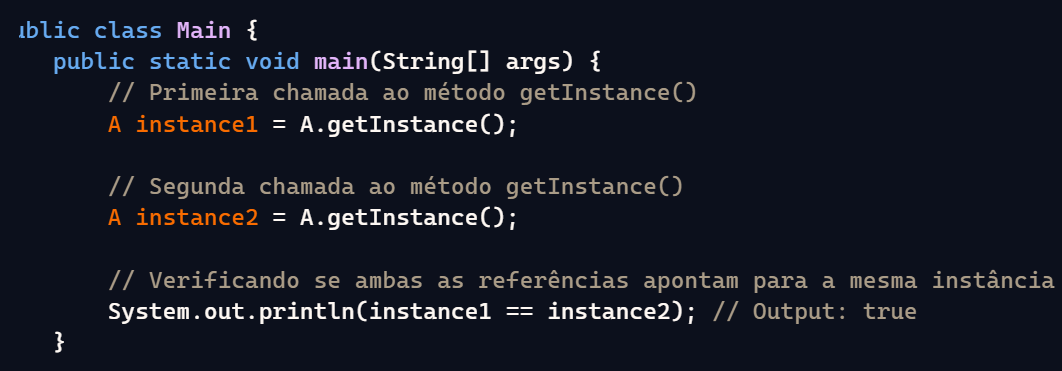 ublic class Main {
public static void main(String[] args) {
// Primeira chamada ao método getInstance()
A instance1 = A.getInstance();
// Segunda chamada ao método getInstance()
A instance2 = A.getInstance();
// Verificando se ambas as referências apontam para a mesma instância
System.out.println(instance1 == instance2); // Output: true
}